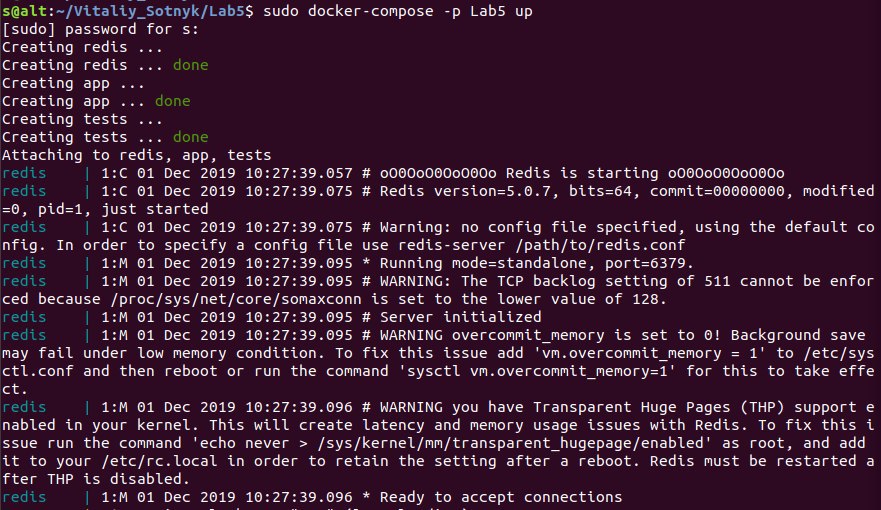 s@alt:~/Vitaliy_Sotnyk/Lab5$ sudo docker-compose -p Lab5 up
[sudo] password for s:
Creating redis ...
Creating redis ... done
Creating app ...
Creating app ... done
Creating tests ...
Creating tests ... done
Attaching to redis, app, tests
redis    | 1:C 01 Dec 2019 10:27:39.057 # oO0OoO0OoO0Oo Redis is starting oO0OoO0OoO0Oo
redis    | 1:C 01 Dec 2019 10:27:39.075 # Redis version=5.0.7, bits=64, commit=00000000, modified
=0, pid=1, just started
redis    | 1:C 01 Dec 2019 10:27:39.075 # Warning: no config file specified, using the default co
nfig. In order to specify a config file use redis-server /path/to/redis.conf
redis    | 1:M 01 Dec 2019 10:27:39.095 * Running mode=standalone, port=6379.
redis    | 1:M 01 Dec 2019 10:27:39.095 # WARNING: The TCP backlog setting of 511 cannot be enfor
ced because /proc/sys/net/core/somaxconn is set to the lower value of 128.
redis    | 1:M 01 Dec 2019 10:27:39.095 # Server initialized
redis    | 1:M 01 Dec 2019 10:27:39.095 # WARNING overcommit_memory is set to 0! Background save
may fail under low memory condition. To fix this issue add 'vm.overcommit_memory = 1' to /etc/sys
ctl.conf and then reboot or run the command 'sysctl vm.overcommit_memory=1' for this to take effe
ct.
redis    | 1:M 01 Dec 2019 10:27:39.096 # WARNING you have Transparent Huge Pages (THP) support e
nabled in your kernel. This will create latency and memory usage issues with Redis. To fix this i
ssue run the command 'echo never > /sys/kernel/mm/transparent_hugepage/enabled' as root, and add
it to your /etc/rc.local in order to retain the setting after a reboot. Redis must be restarted a
fter THP is disabled.
redis    | 1:M 01 Dec 2019 10:27:39.096 * Ready to accept connections